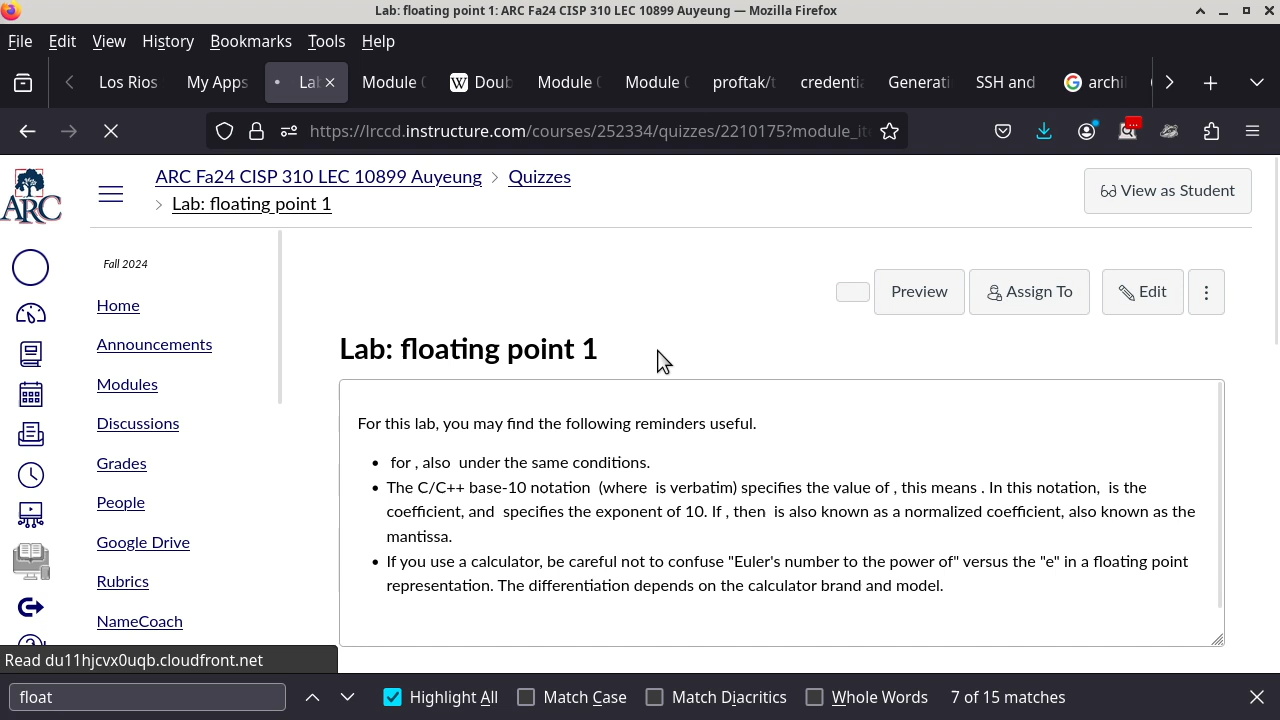 Lab: floating point 1: ARC Fa24 CISP 310 LEC 10899 Auyeung — Mozilla Firefox
File Edit View History Bookmarks Tools Help
Los Rios My Apps Lab Module Doub Module Module proftak/t credentia Generati SSH and archi
https://lrccd.instructure.com/courses/252334/quizzes/2210175?module_ite
ARC
ARC Fa24 CISP 310 LEC 10899 Auyeung > Quizzes
> Lab: floating point 1
View as Student
Fall 2024
Home
Announcements
Modules
Discussions
Grades
People
Google Drive
Rubrics
NameCoach
Preview Assign To Edit
Lab: floating point 1
For this lab, you may find the following reminders useful.
• for , also under the same conditions.
• The C/C++ base-10 notation (where is verbatim) specifies the value of , this means . In this notation, is the
coefficient, and specifies the exponent of 10. If , then is also known as a normalized coefficient, also known as the
mantissa.
• If you use a calculator, be careful not to confuse "Euler's number to the power of" versus the "e" in a floating point
representation. The differentiation depends on the calculator brand and model.
Read du11hjcvx0uqb.cloudfront.net
float Highlight All Match Case Match Diacritics Whole Words 7 of 15 matches